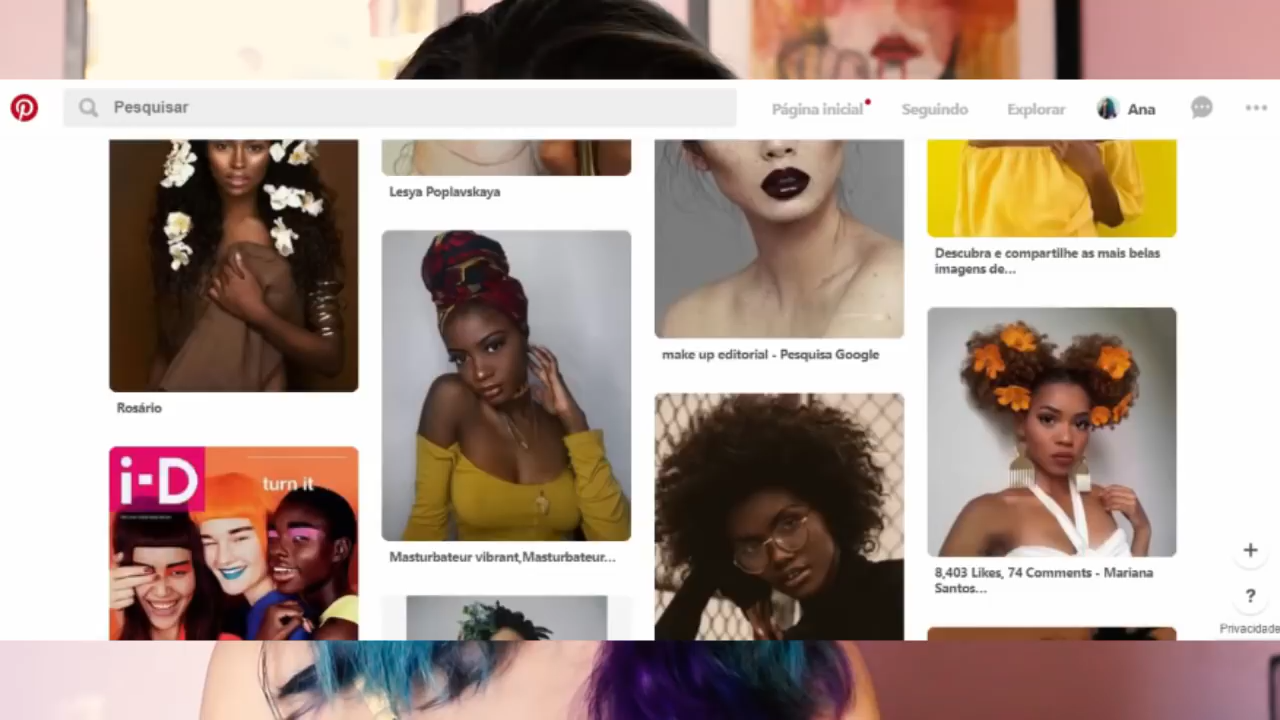 Pesquisar
Página inicial
Seguindo
Explorar
Ana
Lesya Poplavskaya
Descubra e compartilhe as mais belas
imagens de...
make up editorial - Pesquisa Google
Rosário
i-D
turn it
Masturbateur vibrant,Masturbateur...
8,403 Likes, 74 Comments - Mariana
Santos...
+
?
Privacidade